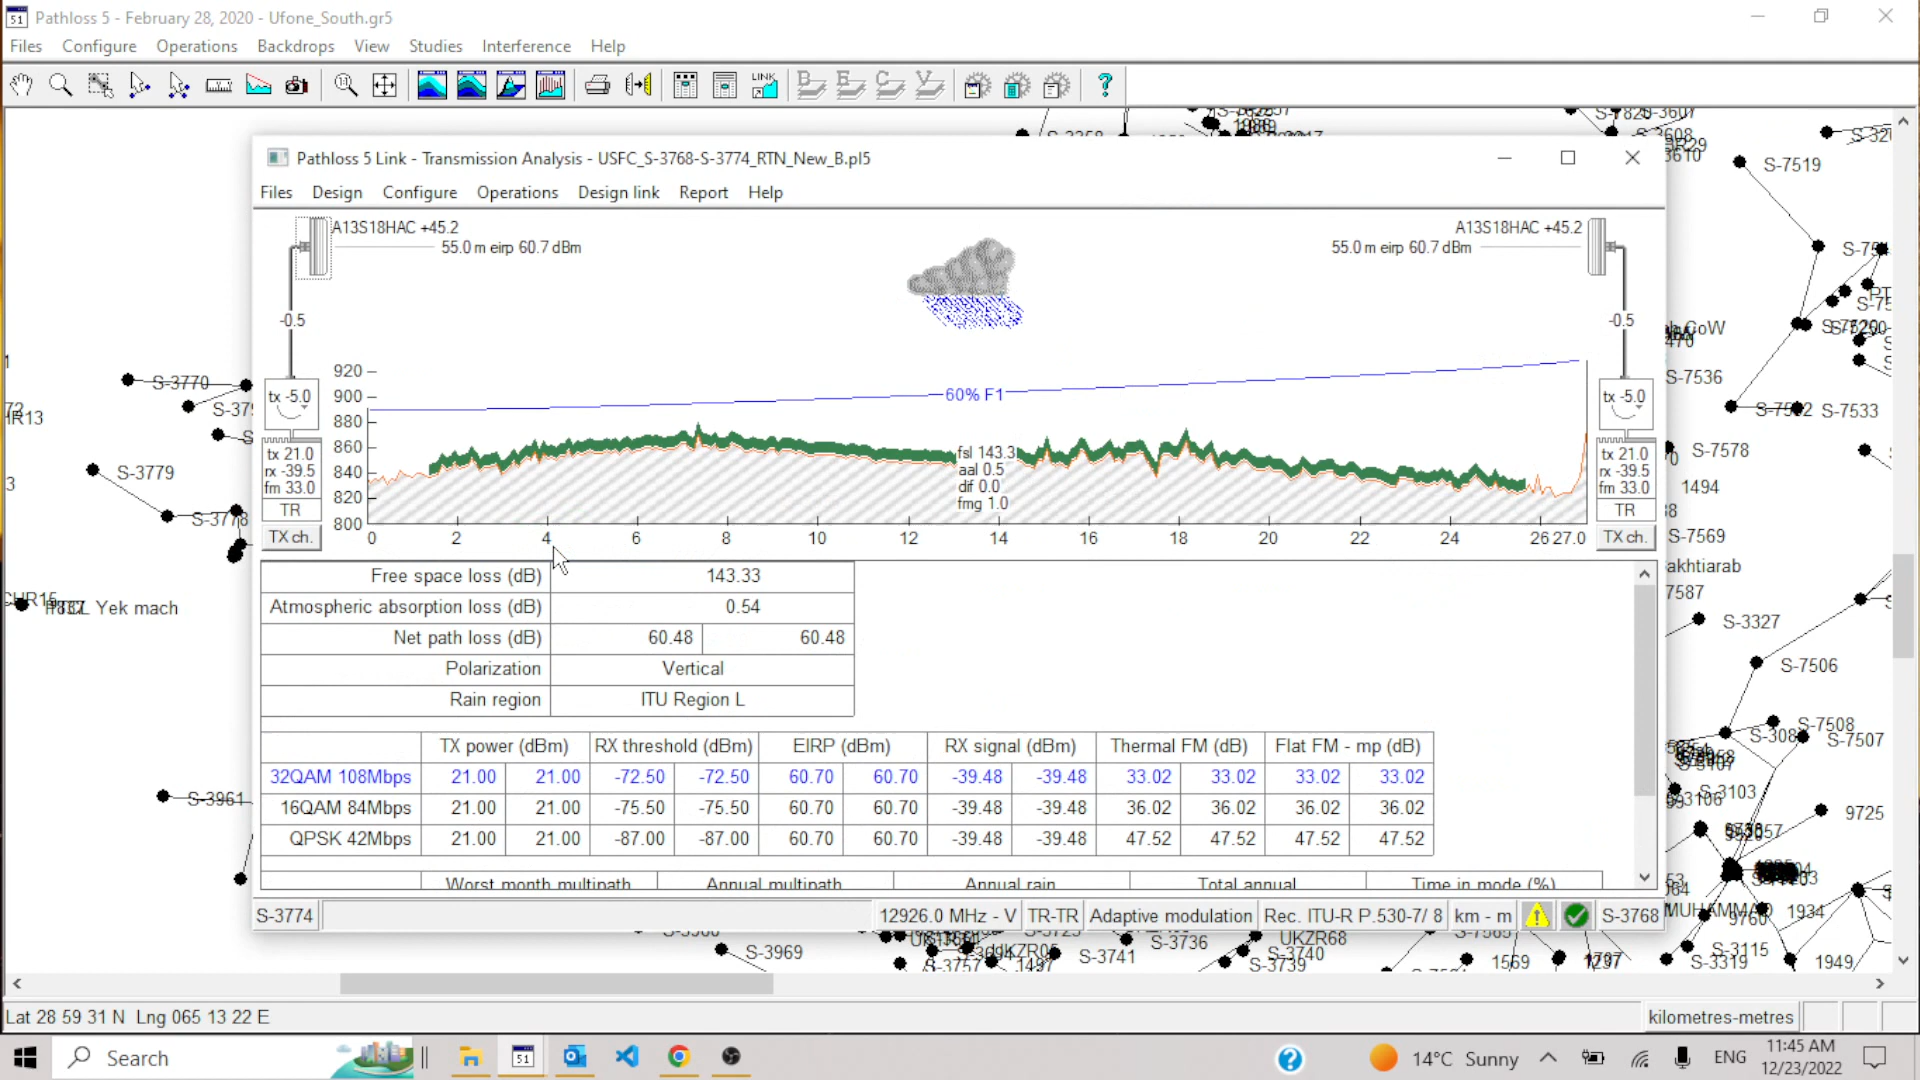 Pathloss 5 - February 28, 2020 - Ufone_South.gr5
Files Configure Operations Backdrops View Studies Interference Help
LINK
Pathloss 5 Link - Transmission Analysis - USFC_S-3768-S-3774_RTN_New_B.pl5
Files Design Configure Operations Design link Report Help
A13S18HAC +45.2
55.0 m eirp 60.7 dBm
A13S18HAC +45.2
55.0 m eirp 60.7 dBm
-0.5
-0.5
60% F1
tx -5.0
tx 21.0
rx -39.5
fm 33.0
TR
TX ch.
tx -5.0
tx 21.0
rx -39.5
fm 33.0
TR
TX ch.
920
900
880
860
840
820
800
fsl 143.3
aal 0.5
dif 0.0
fmg 1.0
0 2 4 6 8 10 12 14 16 18 20 22 24 26 27.0
Free space loss (dB) 143.33
Atmospheric absorption loss (dB) 0.54
Net path loss (dB) 60.48 60.48
Polarization Vertical
Rain region ITU Region L
TX power (dBm) RX threshold (dBm) EIRP (dBm) RX signal (dBm) Thermal FM (dB) Flat FM - mp (dB)
32QAM 108Mbps 21.00 21.00 -72.50 -72.50 60.70 60.70 -39.48 -39.48 33.02 33.02 33.02 33.02
16QAM 84Mbps 21.00 21.00 -75.50 -75.50 60.70 60.70 -39.48 -39.48 36.02 36.02 36.02 36.02
QPSK 42Mbps 21.00 21.00 -87.00 -87.00 60.70 60.70 -39.48 -39.48 47.52 47.52 47.52 47.52
Worst month multipath Annual multipath Annual rain Total annual Time in mode (%)
S-3774 12926.0 MHz - V TR-TR Adaptive modulation Rec. ITU-R P.530-7/ 8 km - m S-3768
S-3770
S-3779
S-3778
Yek mach
S-3961
S-7519
S-7536
S-7533
S-7578
1494
S-7569
S-3327
S-7506
S-7508
S-7507
S-3103
9725
1934
9760
S-3115
S-3969
S-3757
S-3741
S-3736
S-3740
S-3739
UKZR68
1569
S-3319
1949
Lat 28 59 31 N Lng 065 13 22 E
kilometres-metres
Search
14°C Sunny
ENG
11:45 AM
12/23/2022